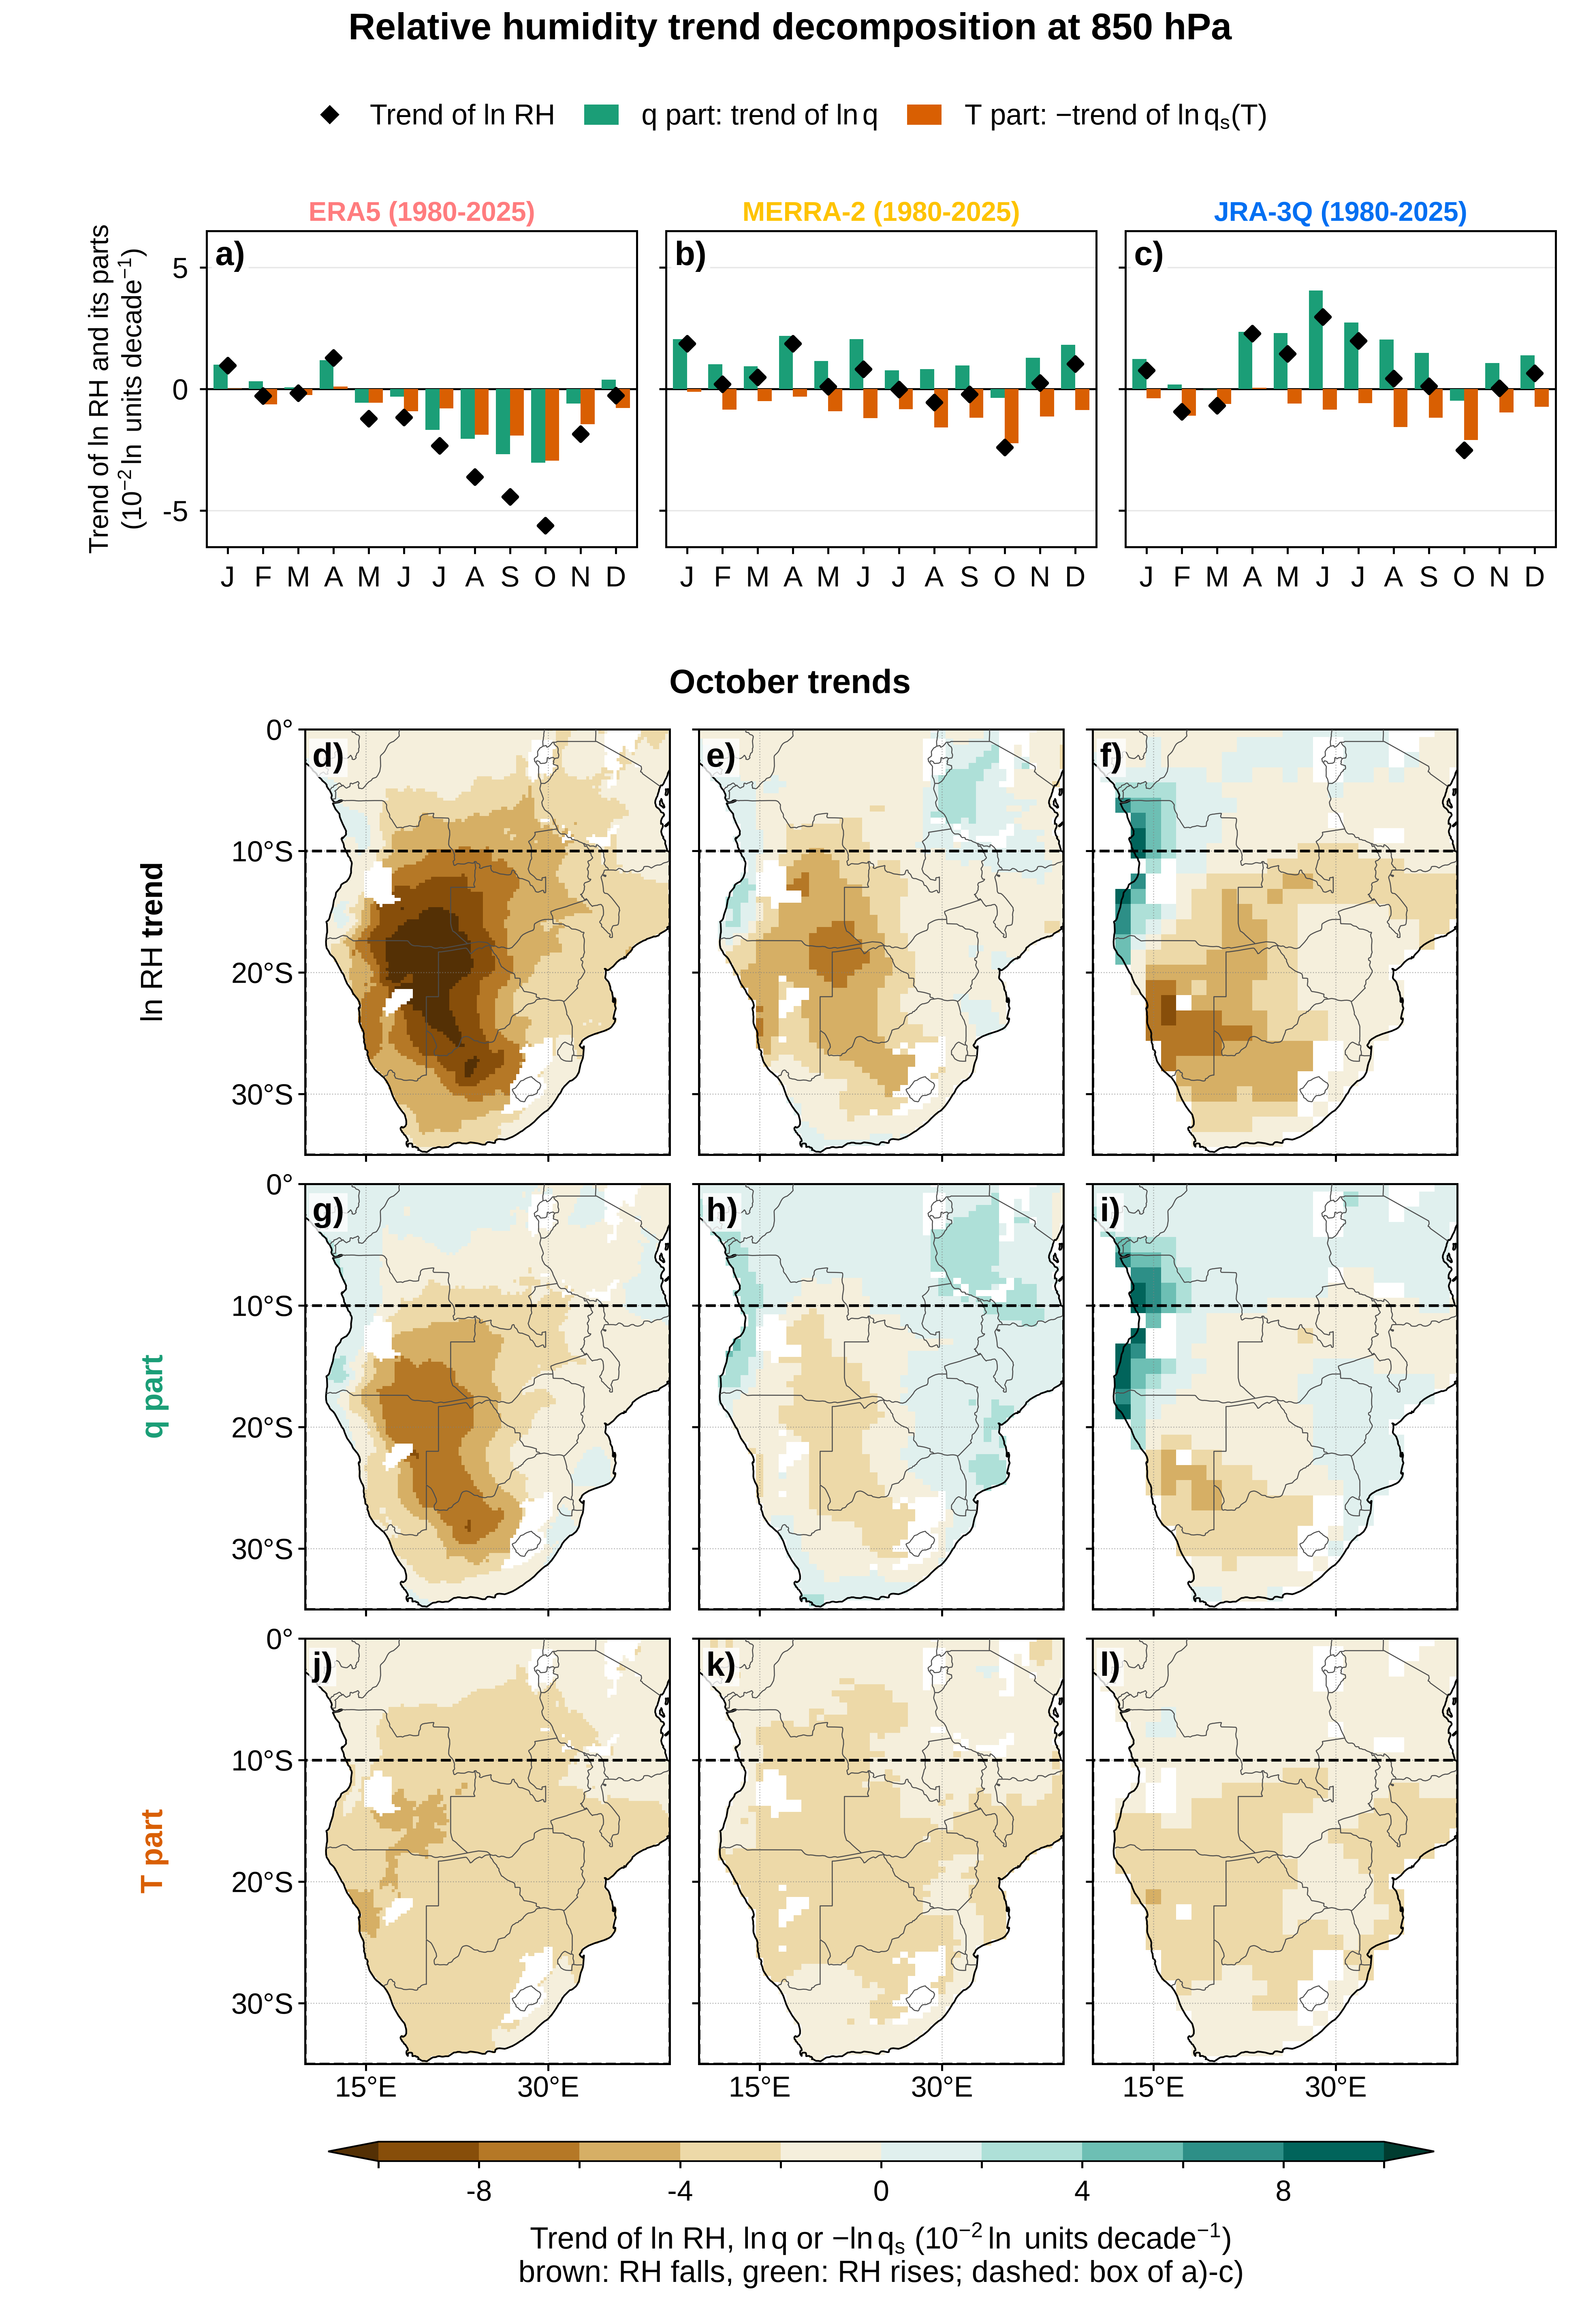 Relative humidity trend decomposition at 850 hPa
Trend of ln RH
q part: trend of ln q
T part: −trend of ln qₛ(T)
ERA5 (1980-2025)
MERRA-2 (1980-2025)
JRA-3Q (1980-2025)
Trend of ln RH and its parts
(10⁻² ln units decade⁻¹)
5
0
-5
a)
b)
c)
J F M A M J J A S O N D
J F M A M J J A S O N D
J F M A M J J A S O N D
October trends
ln RH trend
0°
10°S
20°S
30°S
d)
e)
f)
q part
0°
10°S
20°S
30°S
g)
h)
i)
T part
0°
10°S
20°S
30°S
j)
k)
l)
15°E 30°E
15°E 30°E
15°E 30°E
-8 -4 0 4 8
Trend of ln RH, ln q or −ln qₛ (10⁻² ln units decade⁻¹)
brown: RH falls, green: RH rises; dashed: box of a)-c)